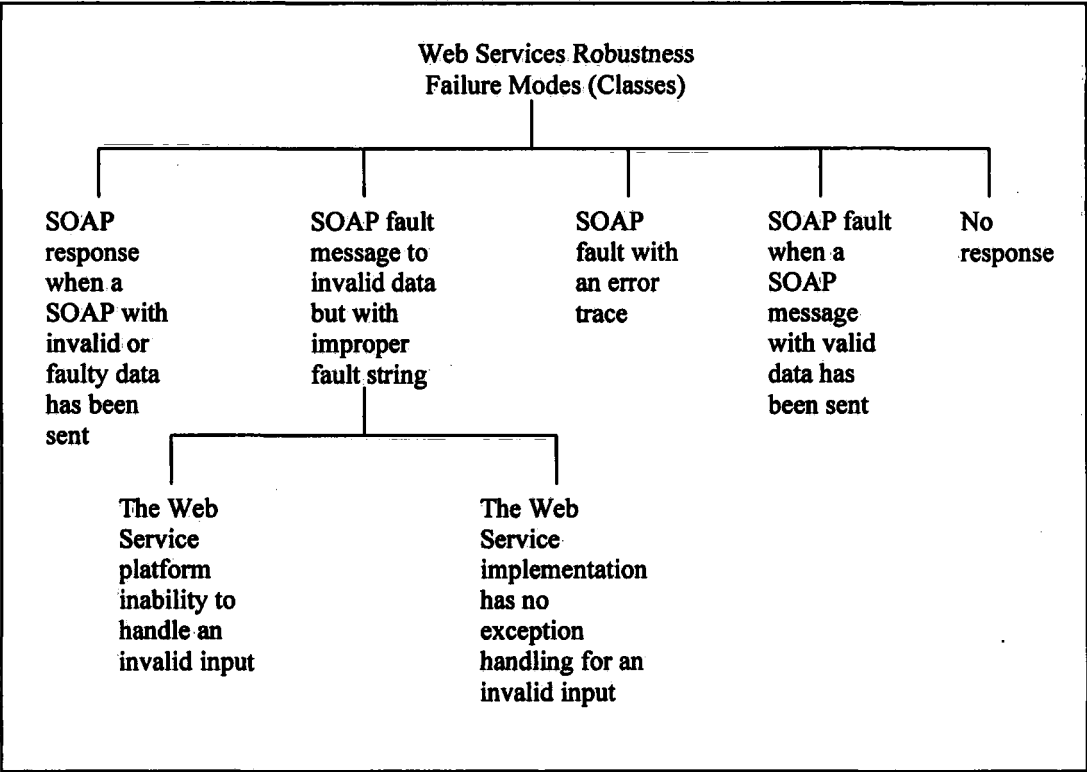 Web Services Robustness
Failure Modes (Classes)
SOAP
response
when a
SOAP with
invalid or
faulty data
has been
sent
SOAP fault
message to
invalid data
but with
improper
fault string
SOAP
fault with
an error
trace
SOAP fault
when a
SOAP
message
with valid
data has
been sent
No
response
The Web
Service
platform
inability to
handle an
invalid input
The Web
Service
implementation
has no
exception
handling for an
invalid input